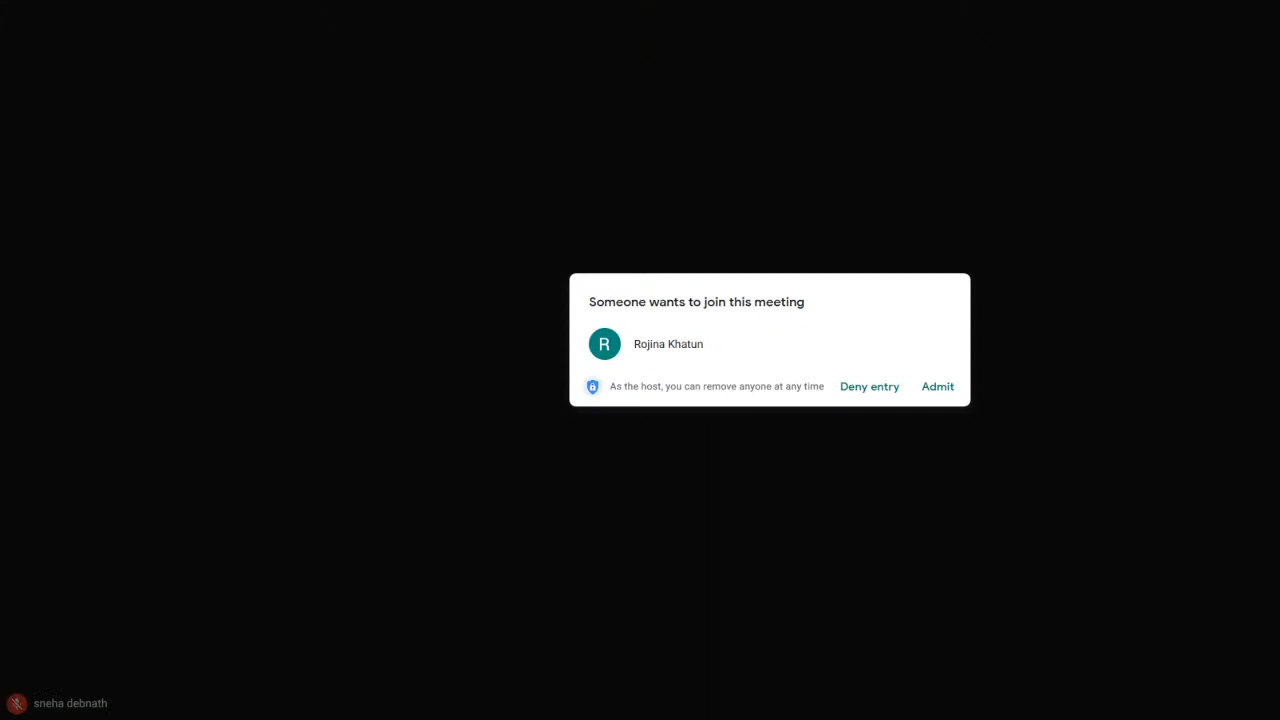 Someone wants to join this meeting
R
Rojina Khatun
As the host, you can remove anyone at any time
Deny entry
Admit
sneha debnath